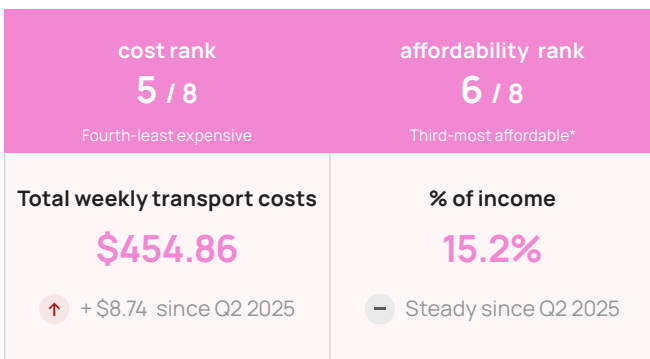 cost rank
5 / 8
Fourth-least expensive
affordability rank
6 / 8
Third-most affordable*
Total weekly transport costs
$454.86
+ $8.74 since Q2 2025
% of income
15.2%
Steady since Q2 2025